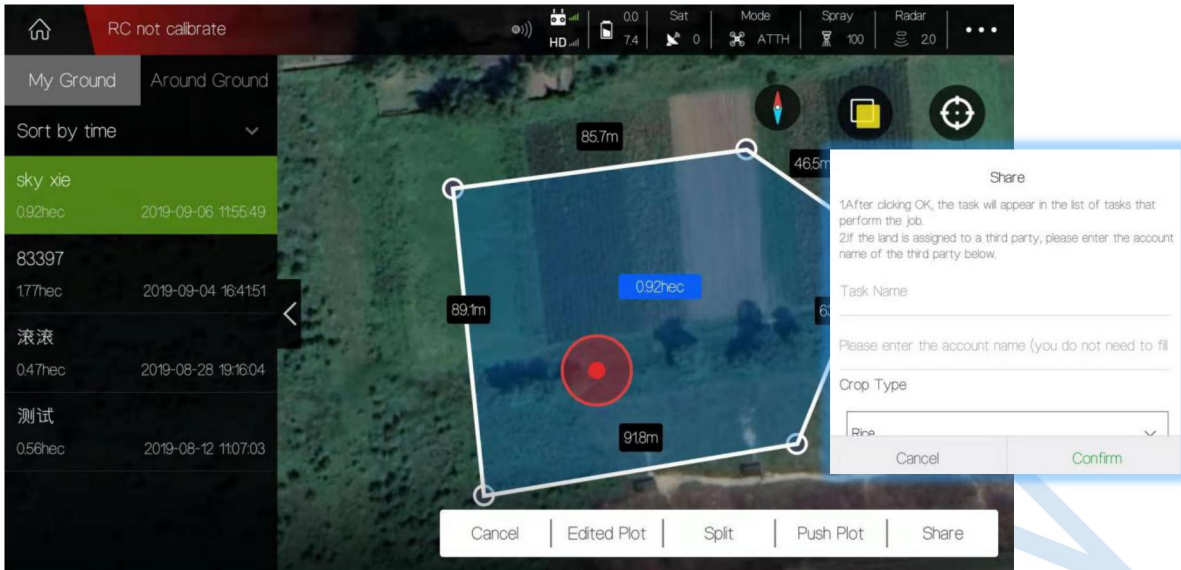 RC not calibrate
HD
0.0
7.4
Sat
0
Mode
ATTH
Spray
100
Radar
2.0
My Ground
Around Ground
Sort by time
sky xie
0.92hec 2019-09-06 11:55:49
83397
1.77hec 2019-09-04 16:41:51
滚滚
0.47hec 2019-08-28 19:16:04
测试
0.56hec 2019-08-12 11:07:03
85.7m
46.5m
0.92hec
89.1m
91.8m
Cancel
Edited Plot
Split
Push Plot
Share
Share
1.After clicking OK, the task will appear in the list of tasks that
perform the job.
2.If the land is assigned to a third party, please enter the account
name of the third party below.
Task Name
Please enter the account name (you do not need to fill
Crop Type
Rice
Cancel
Confirm